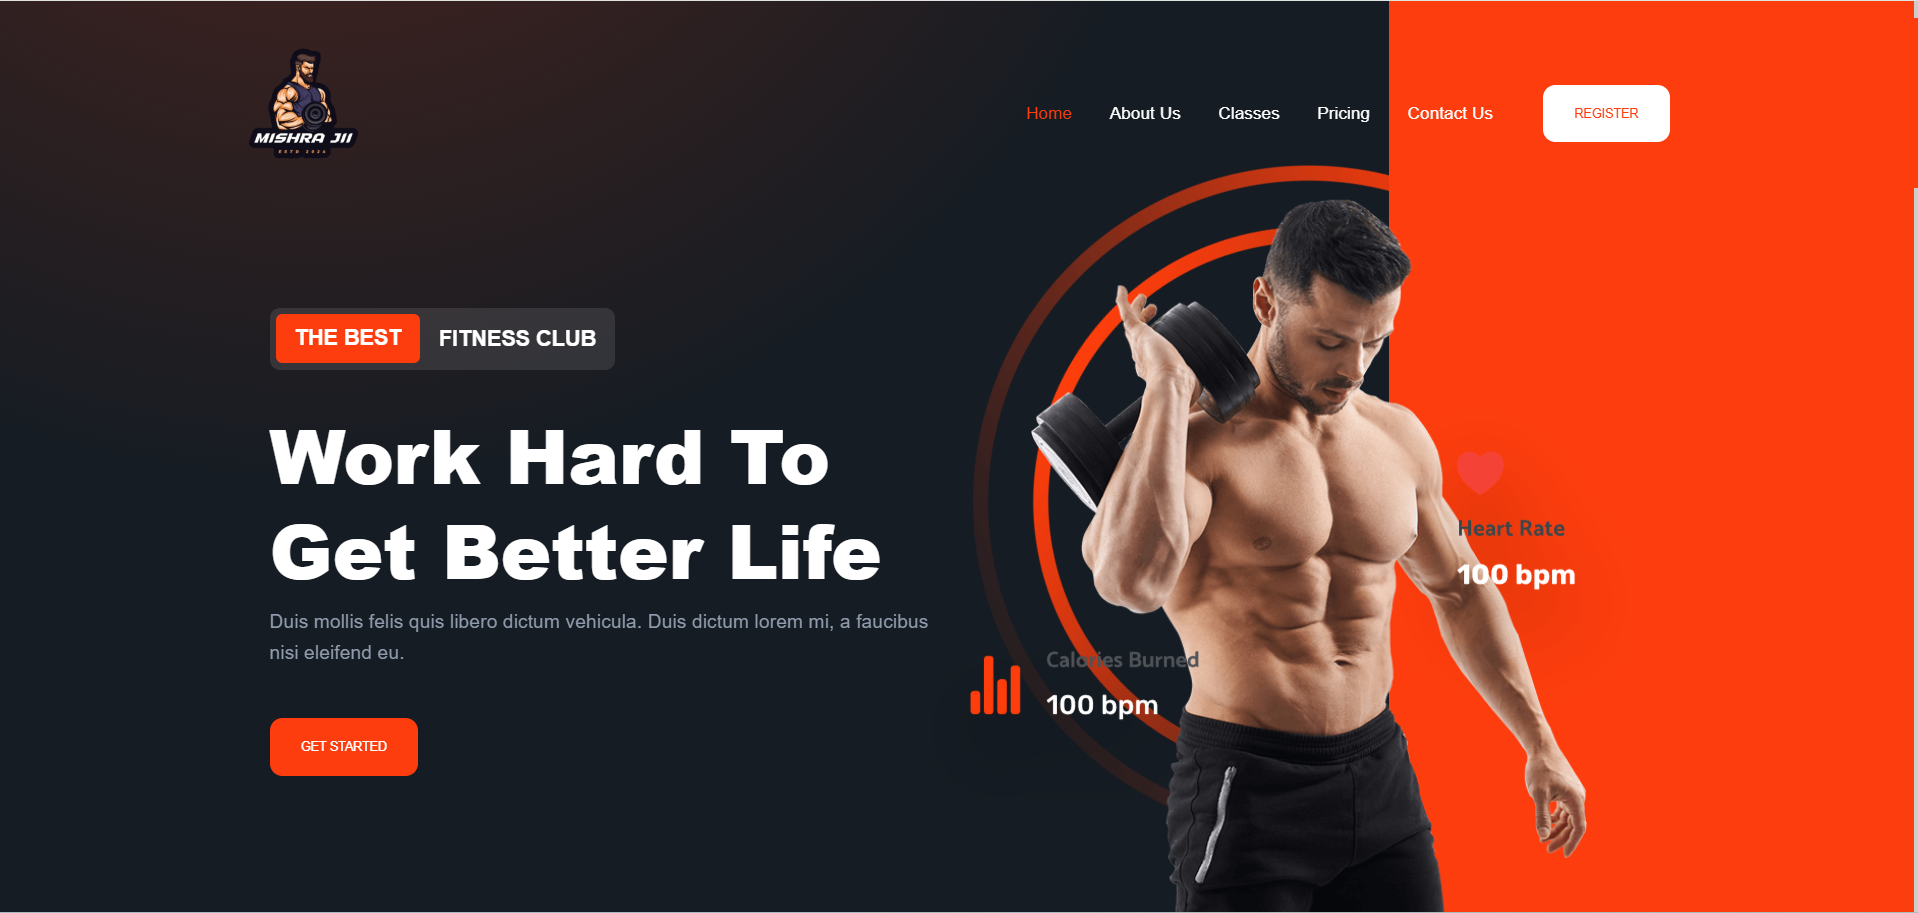 MISHRA JII
ESTD 2024
Home
About Us
Classes
Pricing
Contact Us
REGISTER
THE BEST
FITNESS CLUB
Work Hard To
Get Better Life
Duis mollis felis quis libero dictum vehicula. Duis dictum lorem mi, a faucibus
nisi eleifend eu.
GET STARTED
Heart Rate
100 bpm
Calories Burned
100 bpm